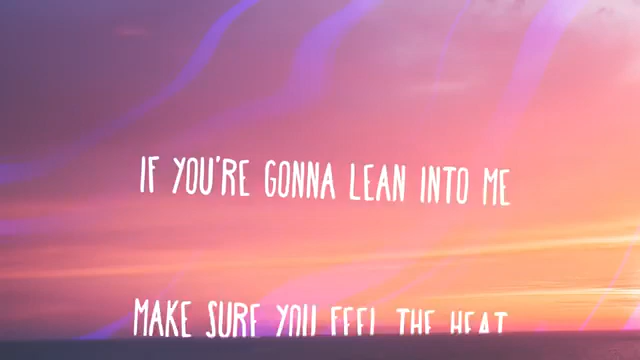 IF YOU'RE GONNA LEAN INTO ME
MAKE SURE YOU FEEL THE HEAT